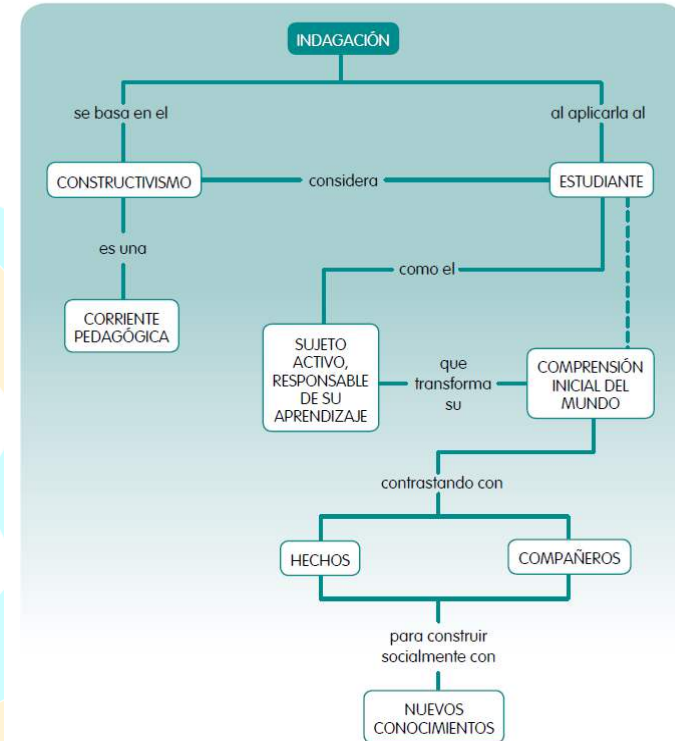 INDAGACIÓN
se basa en el
al aplicarla al
CONSTRUCTIVISMO
considera
ESTUDIANTE
es una
como el
CORRIENTE
PEDAGÓGICA
SUJETO
ACTIVO,
RESPONSABLE
DE SU
APRENDIZAJE
que
transforma
su
COMPRENSIÓN
INICIAL DEL
MUNDO
contrastando con
HECHOS
COMPAÑEROS
para construir
socialmente con
NUEVOS
CONOCIMIENTOS